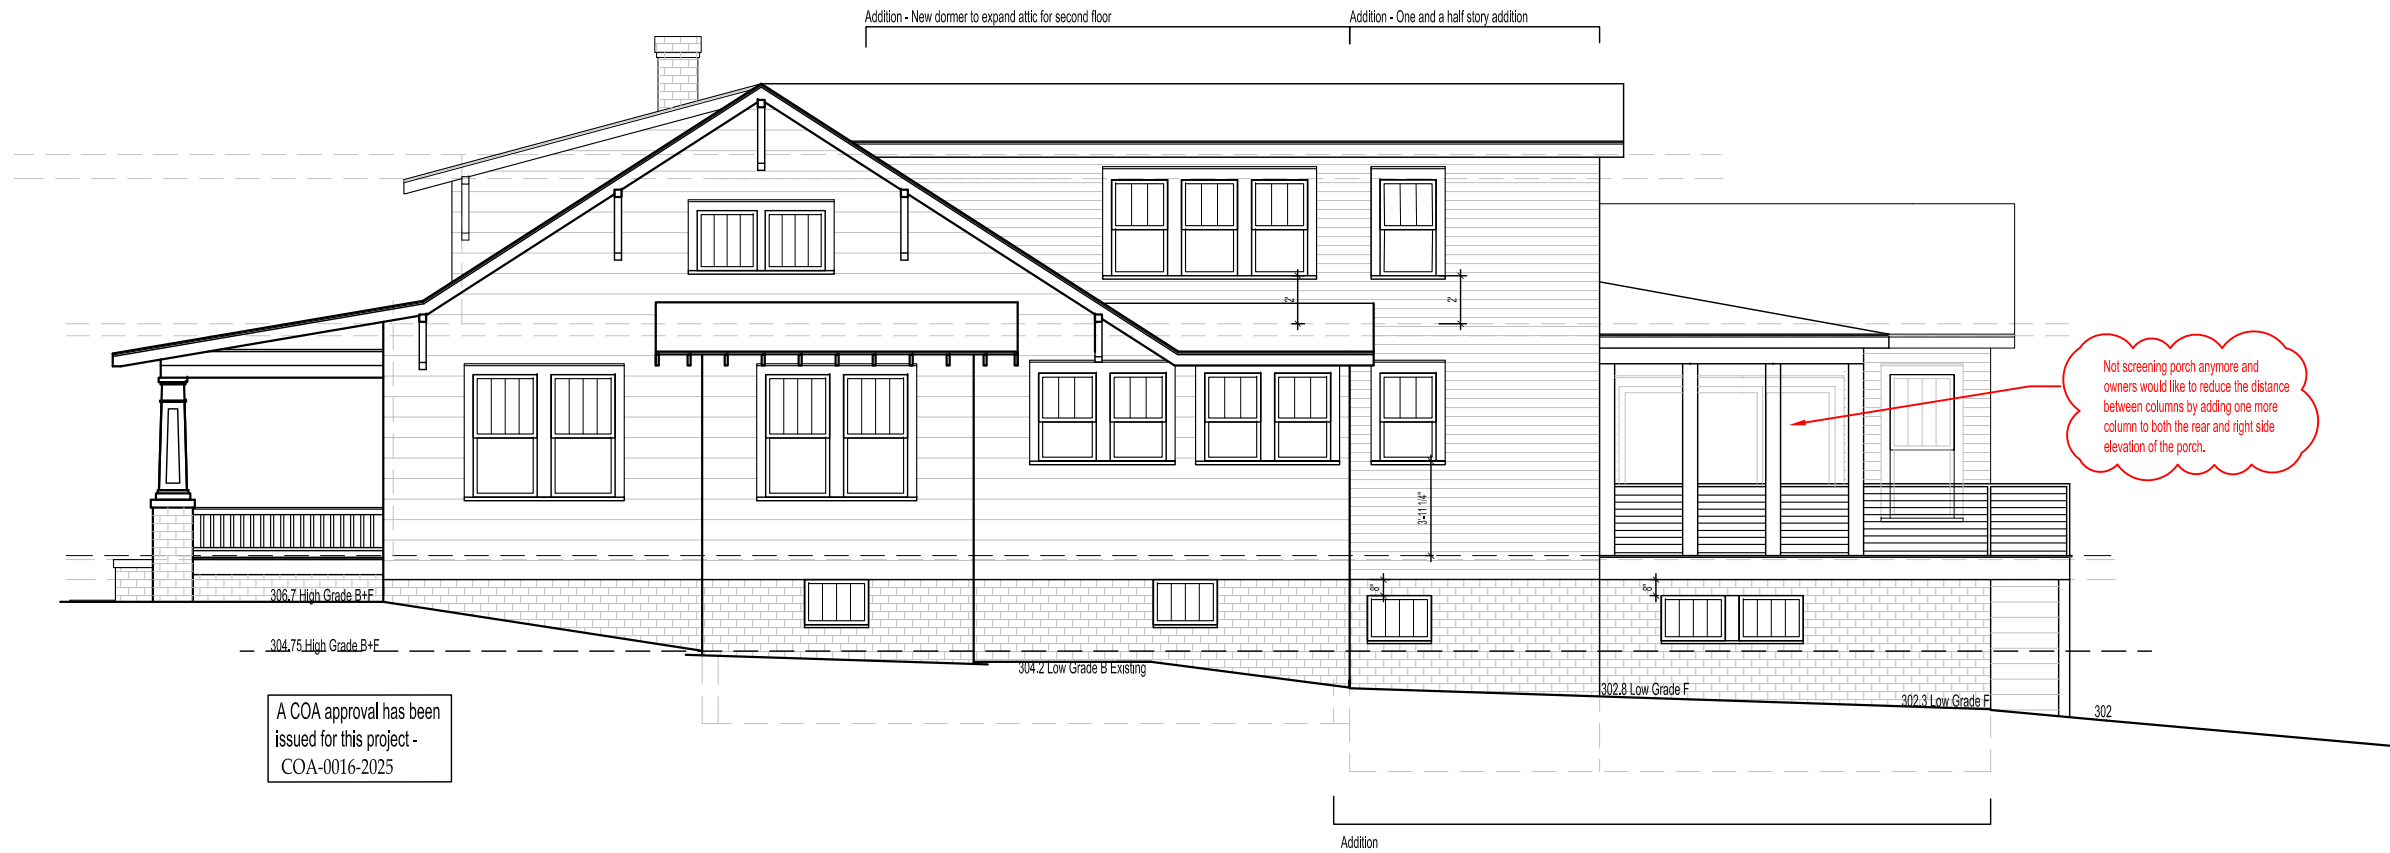 Addition - New dormer to expand attic for second floor
Addition - One and a half story addition
2'
2'
Not screening porch anymore and
owners would like to reduce the distance
between columns by adding one more
column to both the rear and right side
elevation of the porch.
3'-11 1/4"
8"
8"
306.7 High Grade B+F
304.75 High Grade B+F
304.2 Low Grade B Existing
302.8 Low Grade F
302.3 Low Grade F
302
A COA approval has been
issued for this project -
COA-0016-2025
Addition